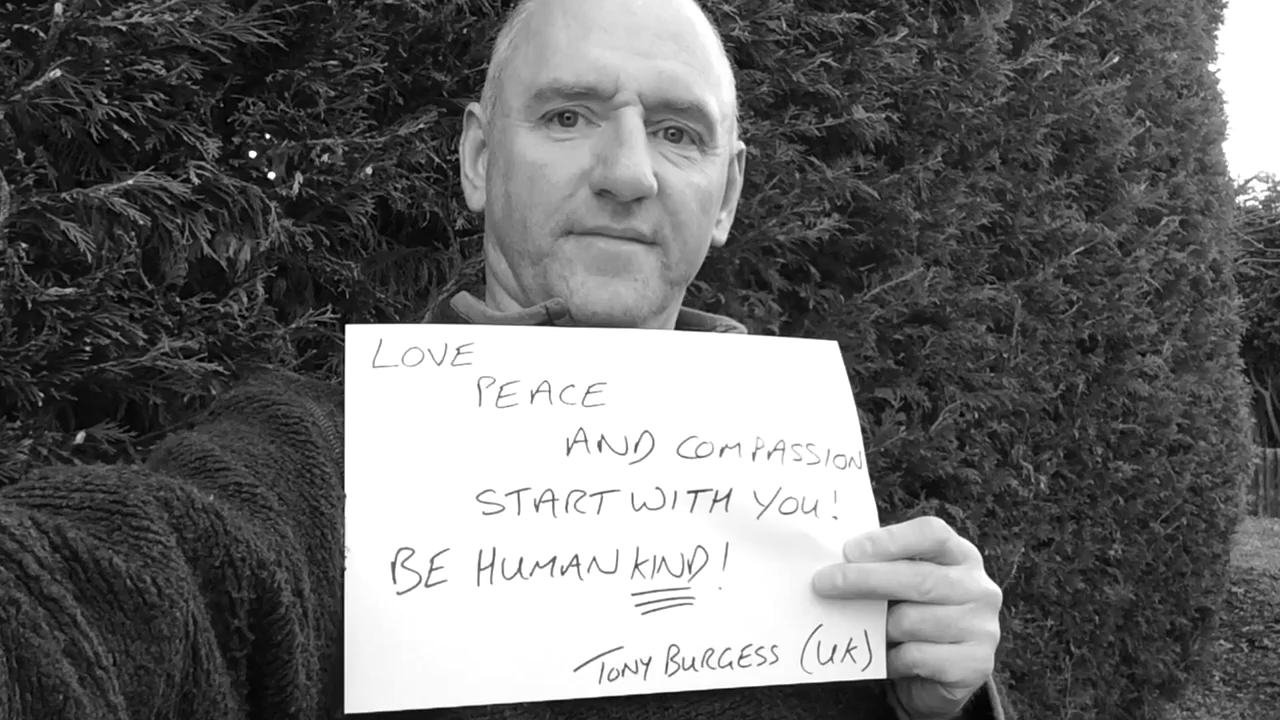 LOVE
PEACE
AND COMPASSION
START WITH YOU!
BE HUMANKIND!
TONY BURGESS (UK)